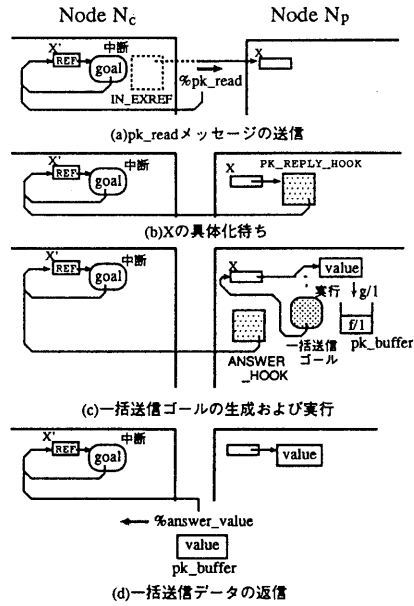 Node Nc
Node Np
X'
REF
中断
goal
IN_EXREF
%pk_read
X
(a)pk_readメッセージの送信
X'
REF
中断
goal
X
PK_REPLY_HOOK
(b)Xの具体化待ち
X'
REF
中断
goal
X
value
実行
g/1
f/1
ANSWER
_HOOK
一括送信
ゴール
pk_buffer
(c)一括送信ゴールの生成および実行
X'
REF
中断
goal
value
%answer_value
value
pk_buffer
(d)一括送信データの返信